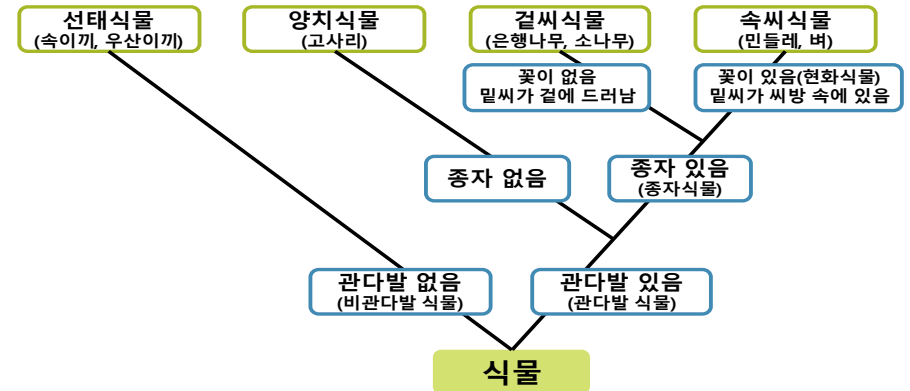 선태식물
(솔이끼, 우산이끼)
양치식물
(고사리)
겉씨식물
(은행나무, 소나무)
속씨식물
(민들레, 벼)
꽃이 없음
밑씨가 겉에 드러남
꽃이 있음(현화식물)
밑씨가 씨방 속에 있음
종자 없음
종자 있음
(종자식물)
관다발 없음
(비관다발 식물)
관다발 있음
(관다발 식물)
식물